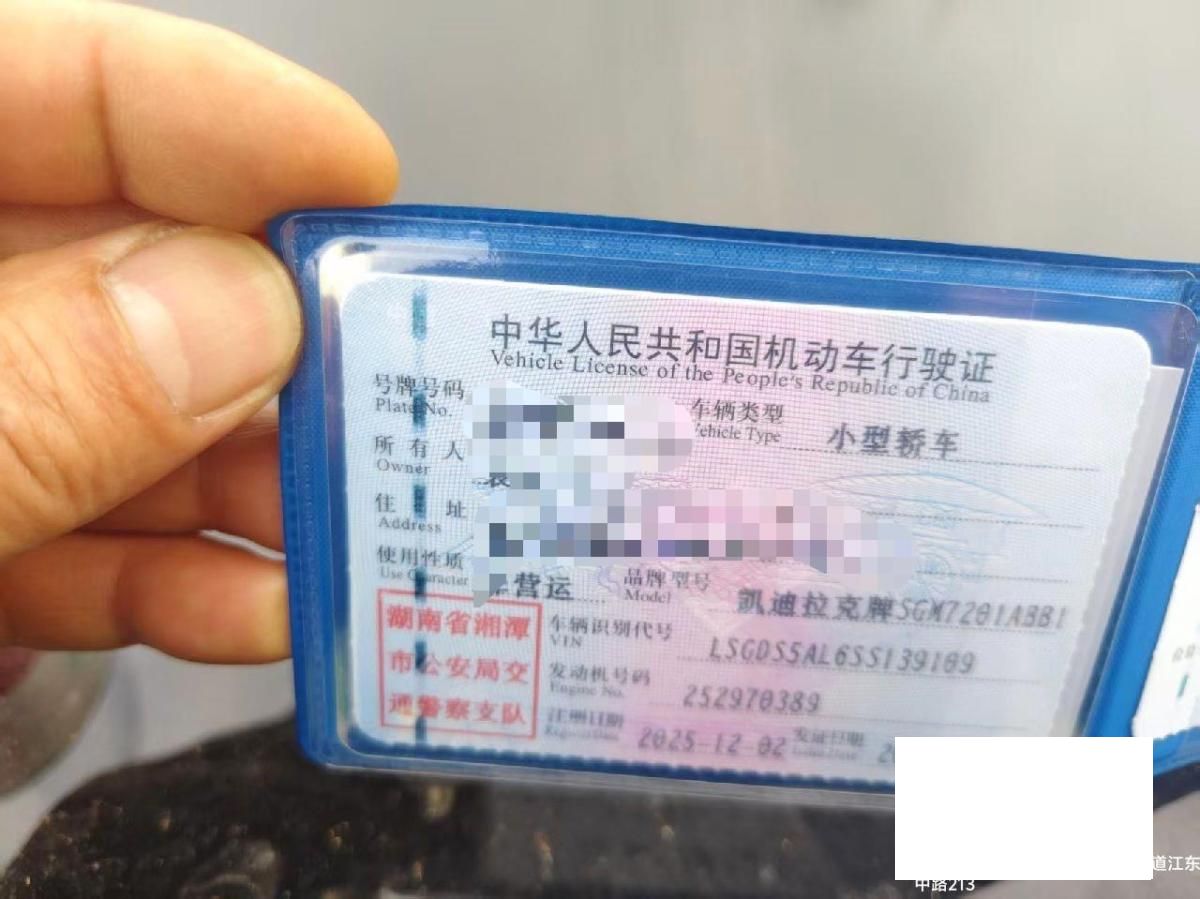 中华人民共和国机动车行驶证
Vehicle License of the People's Republic of China
号牌号码
Plate No.
车辆类型
Vehicle Type
小型轿车
所有人
Owner
住址
Address
使用性质
Use Character
营运
品牌型号
Model
凯迪拉克牌SGM7201ABB1
湖南省湘潭
市公安局交
通警察支队
车辆识别代号
VIN
LSGDS5AL6SS139109
发动机号码
Engine No.
252970389
注册日期
Register Date
2025-12-02
发证日期
Issue Date
道江东
中路213